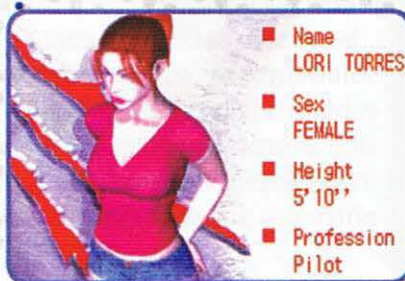 Name
LORI TORRES
Sex
FEMALE
Height
5'10''
Profession
Pilot